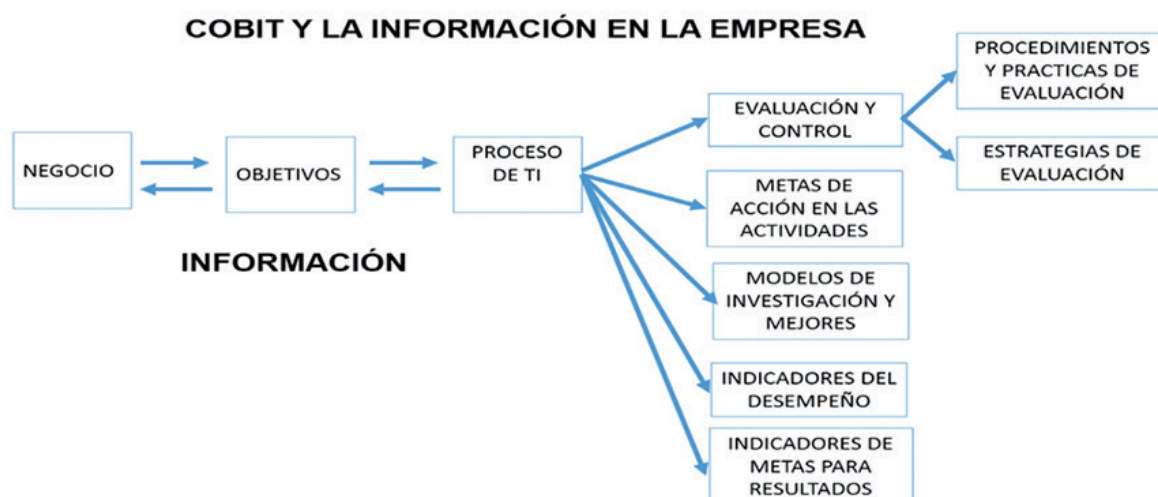 COBIT Y LA INFORMACIÓN EN LA EMPRESA
NEGOCIO
OBJETIVOS
PROCESO
DE TI
INFORMACIÓN
EVALUACIÓN Y
CONTROL
METAS DE
ACCIÓN EN LAS
ACTIVIDADES
MODELOS DE
INVESTIGACIÓN Y
MEJORES
INDICADORES DEL
DESEMPEÑO
INDICADORES DE
METAS PARA
RESULTADOS
PROCEDIMIENTOS
Y PRACTICAS DE
EVALUACIÓN
ESTRATEGIAS DE
EVALUACIÓN